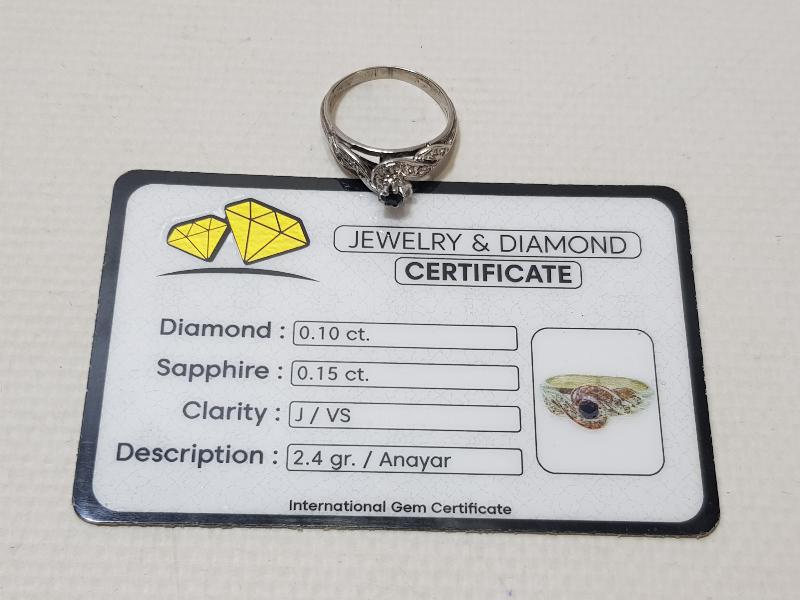 JEWELRY & DIAMOND
CERTIFICATE
Diamond : 0.10 ct.
Sapphire : 0.15 ct.
Clarity : J / VS
Description : 2.4 gr. / Anayar
International Gem Certificate